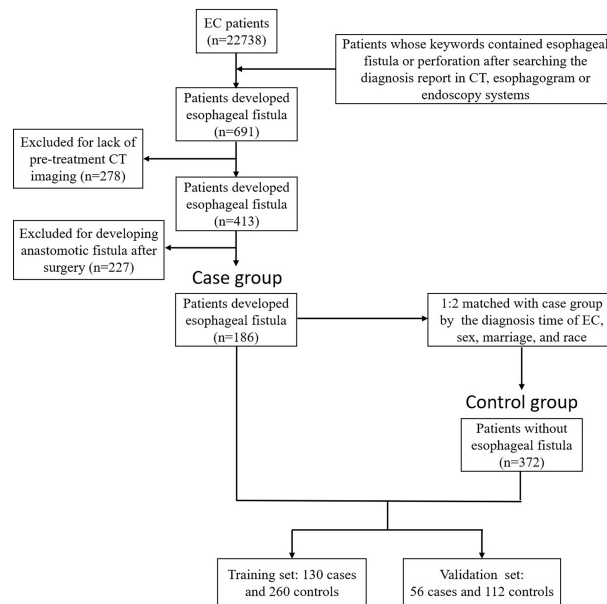 EC patients
(n=22738)
Patients whose keywords contained esophageal
fistula or perforation after searching the
diagnosis report in CT, esophagogram or
endoscopy systems
Patients developed
esophageal fistula
(n=691)
Excluded for lack of
pre-treatment CT
imaging (n=278)
Patients developed
esophageal fistula
(n=413)
Excluded for developing
anastomotic fistula after
surgery (n=227)
Case group
Patients developed
esophageal fistula
(n=186)
1:2 matched with case group
by the diagnosis time of EC,
sex, marriage, and race
Control group
Patients without
esophageal fistula
(n=372)
Training set: 130 cases
and 260 controls
Validation set:
56 cases and 112 controls